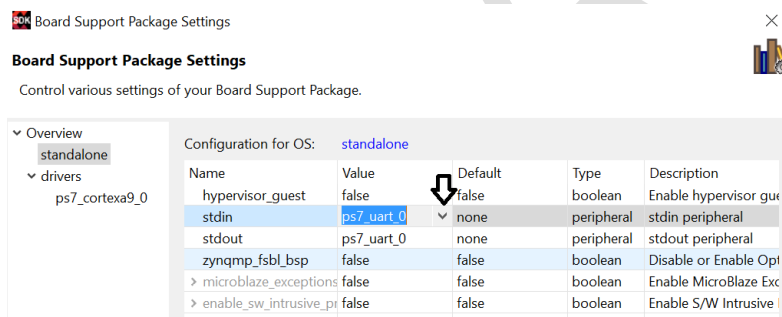 SDK Board Support Package Settings
Board Support Package Settings
Control various settings of your Board Support Package.
Overview
standalone
drivers
ps7_cortexa9_0
Configuration for OS: standalone
Name Value Default Type Description
hypervisor_guest false false boolean Enable hypervisor gue
stdin ps7_uart_0 none peripheral stdin peripheral
stdout ps7_uart_0 none peripheral stdout peripheral
zynqmp_fsbl_bsp false false boolean Disable or Enable Opt
microblaze_exceptions false false boolean Enable MicroBlaze Exc
enable_sw_intrusive_pr false false boolean Enable S/W Intrusive